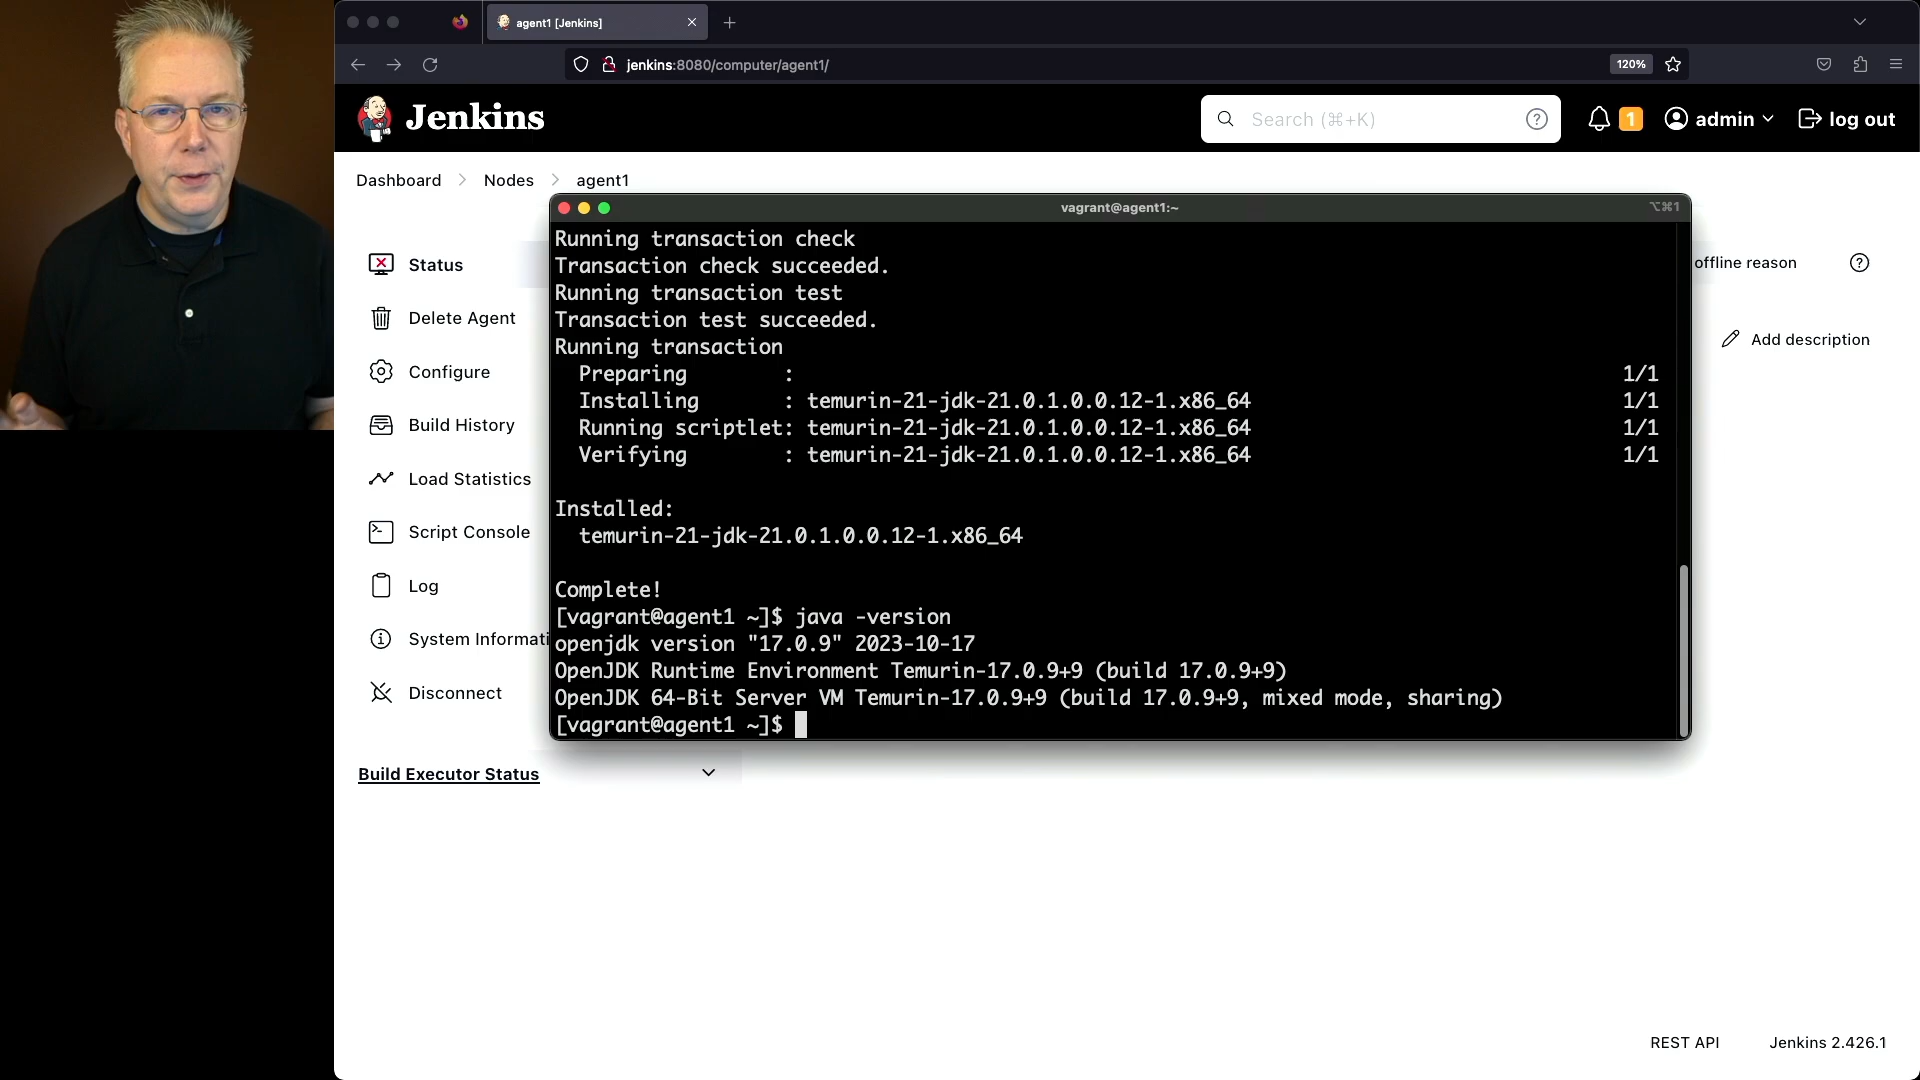 agent1 [Jenkins]
jenkins:8080/computer/agent1/
120%
Jenkins
Search (⌘+K)
1
admin
log out
Dashboard
Nodes
agent1
vagrant@agent1:~
⌥⌘1
Status
Delete Agent
Configure
Build History
Load Statistics
Script Console
Log
System Informati
Disconnect
Build Executor Status
Running transaction check
Transaction check succeeded.
Running transaction test
Transaction test succeeded.
Running transaction
Preparing : 1/1
Installing : temurin-21-jdk-21.0.1.0.0.12-1.x86_64 1/1
Running scriptlet: temurin-21-jdk-21.0.1.0.0.12-1.x86_64 1/1
Verifying : temurin-21-jdk-21.0.1.0.0.12-1.x86_64 1/1
Installed:
temurin-21-jdk-21.0.1.0.0.12-1.x86_64
Complete!
[vagrant@agent1 ~]$ java -version
openjdk version "17.0.9" 2023-10-17
OpenJDK Runtime Environment Temurin-17.0.9+9 (build 17.0.9+9)
OpenJDK 64-Bit Server VM Temurin-17.0.9+9 (build 17.0.9+9, mixed mode, sharing)
[vagrant@agent1 ~]$
offline reason
Add description
REST API
Jenkins 2.426.1